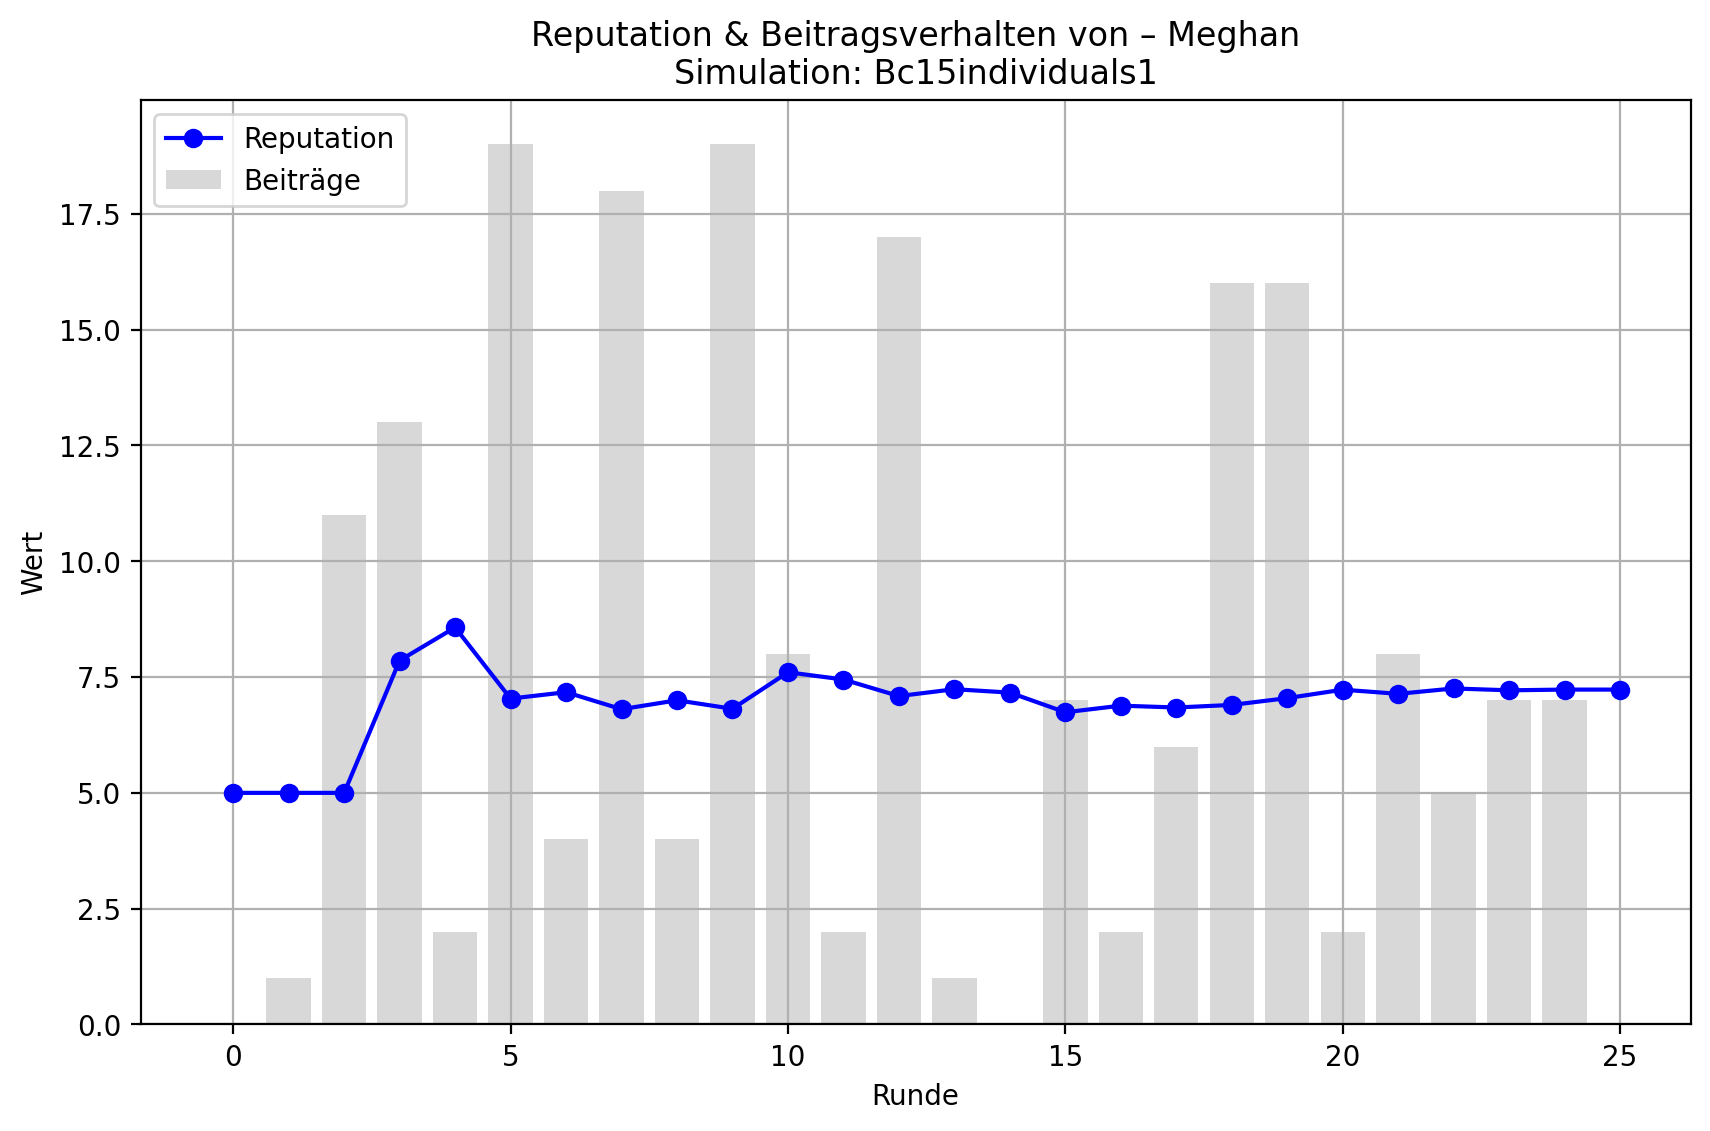 Reputation & Beitragsverhalten von – Meghan
Simulation: Bc15individuals1
Reputation
Beiträge
17.5
15.0
12.5
10.0
7.5
5.0
2.5
0.0
Wert
0 5 10 15 20 25
Runde